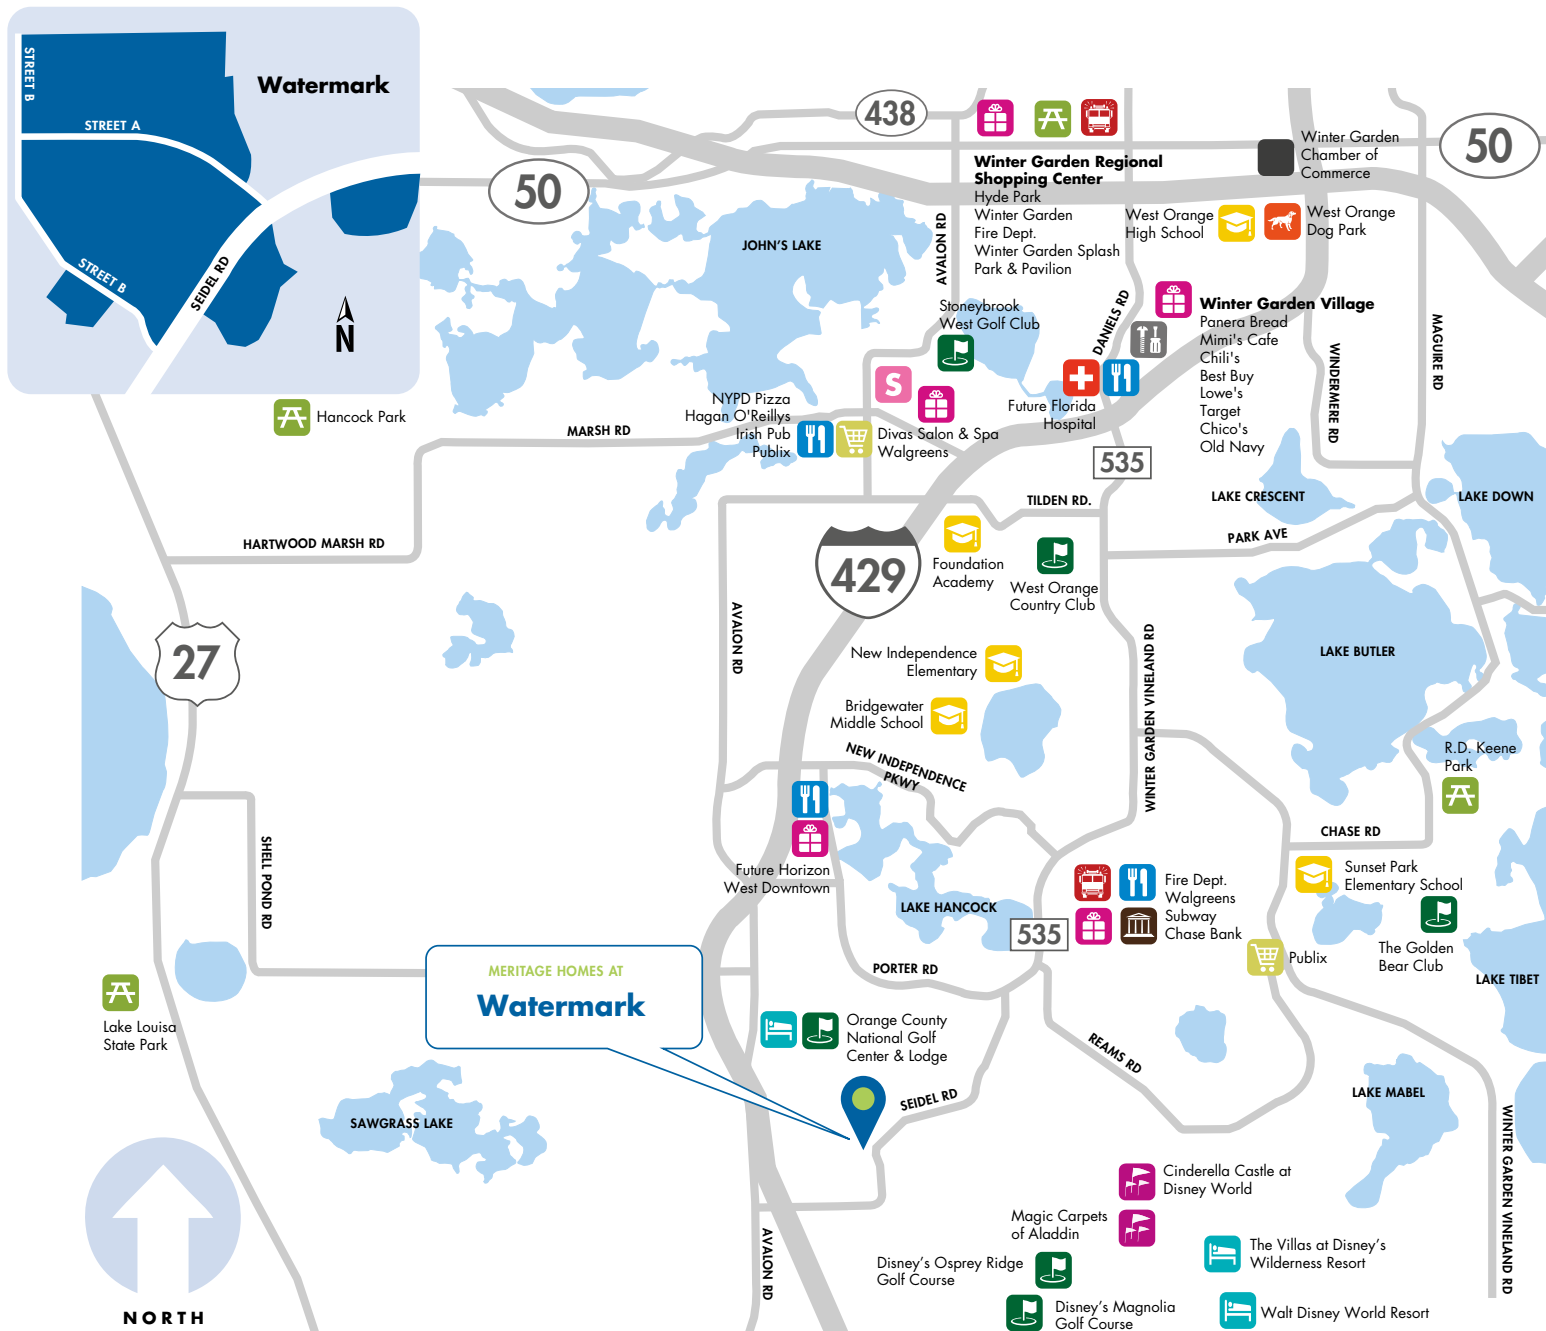 Watermark
STREET B
STREET A
STREET B
SEIDEL RD
N
438
50
50
Winter Garden
Chamber of
Commerce
Winter Garden Regional
Shopping Center
Hyde Park
Winter Garden
Fire Dept.
Winter Garden Splash
Park & Pavilion
West Orange
High School
West Orange
Dog Park
JOHN'S LAKE
AVALON RD
Stoneybrook
West Golf Club
DANIELS RD
Winter Garden Village
Panera Bread
Mimi's Cafe
Chili's
Best Buy
Lowe's
Target
Chico's
Old Navy
WINDERMERE RD
MAGUIRE RD
S
Future Florida
Hospital
NYPD Pizza
Hagan O'Reillys
Irish Pub
Publix
Divas Salon & Spa
Walgreens
Hancock Park
MARSH RD
535
HARTWOOD MARSH RD
TILDEN RD.
LAKE CRESCENT
LAKE DOWN
PARK AVE
429
Foundation
Academy
West Orange
Country Club
27
AVALON RD
New Independence
Elementary
WINTER GARDEN VINELAND RD
LAKE BUTLER
Bridgewater
Middle School
NEW INDEPENDENCE
PKWY
R.D. Keene
Park
SHELL POND RD
CHASE RD
Future Horizon
West Downtown
LAKE HANCOCK
Fire Dept.
Walgreens
Subway
Chase Bank
Sunset Park
Elementary School
535
Publix
The Golden
Bear Club
PORTER RD
LAKE TIBET
MERITAGE HOMES AT
Watermark
Lake Louisa
State Park
Orange County
National Golf
Center & Lodge
REAMS RD
SEIDEL RD
LAKE MABEL
SAWGRASS LAKE
WINTER GARDEN VINELAND RD
Cinderella Castle at
Disney World
Magic Carpets
of Aladdin
AVALON RD
Disney's Osprey Ridge
Golf Course
The Villas at Disney's
Wilderness Resort
Disney's Magnolia
Golf Course
Walt Disney World Resort
NORTH